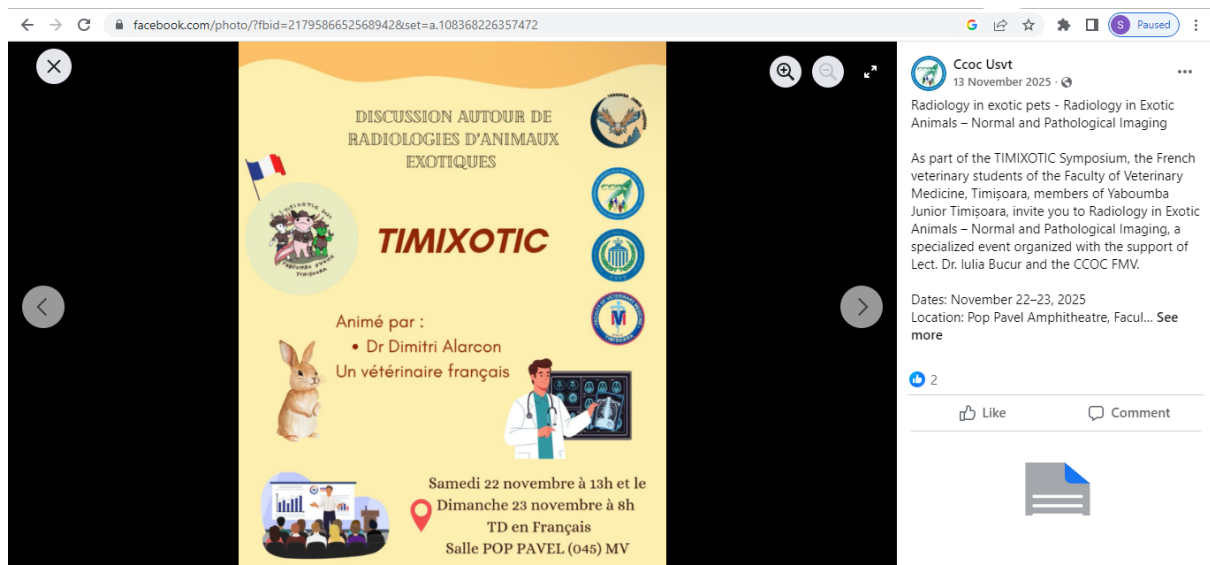 facebook.com/photo/?fbid=2179586652568942&set=a.108368226357472
G
S
Paused
DISCUSSION AUTOUR DE
RADIOLOGIES D'ANIMAUX
EXOTIQUES
TIMIXOTIC
Animé par :
• Dr Dimitri Alarcon
Un vétérinaire français
Samedi 22 novembre à 13h et le
Dimanche 23 novembre à 8h
TD en Français
Salle POP PAVEL (045) MV
Ccoc Usvt
13 November 2025 ·
Radiology in exotic pets - Radiology in Exotic
Animals – Normal and Pathological Imaging
As part of the TIMIXOTIC Symposium, the French
veterinary students of the Faculty of Veterinary
Medicine, Timișoara, members of Yaboumba
Junior Timișoara, invite you to Radiology in Exotic
Animals – Normal and Pathological Imaging, a
specialized event organized with the support of
Lect. Dr. Iulia Bucur and the CCOC FMV.
Dates: November 22–23, 2025
Location: Pop Pavel Amphitheatre, Facul... See
more
2
Like
Comment